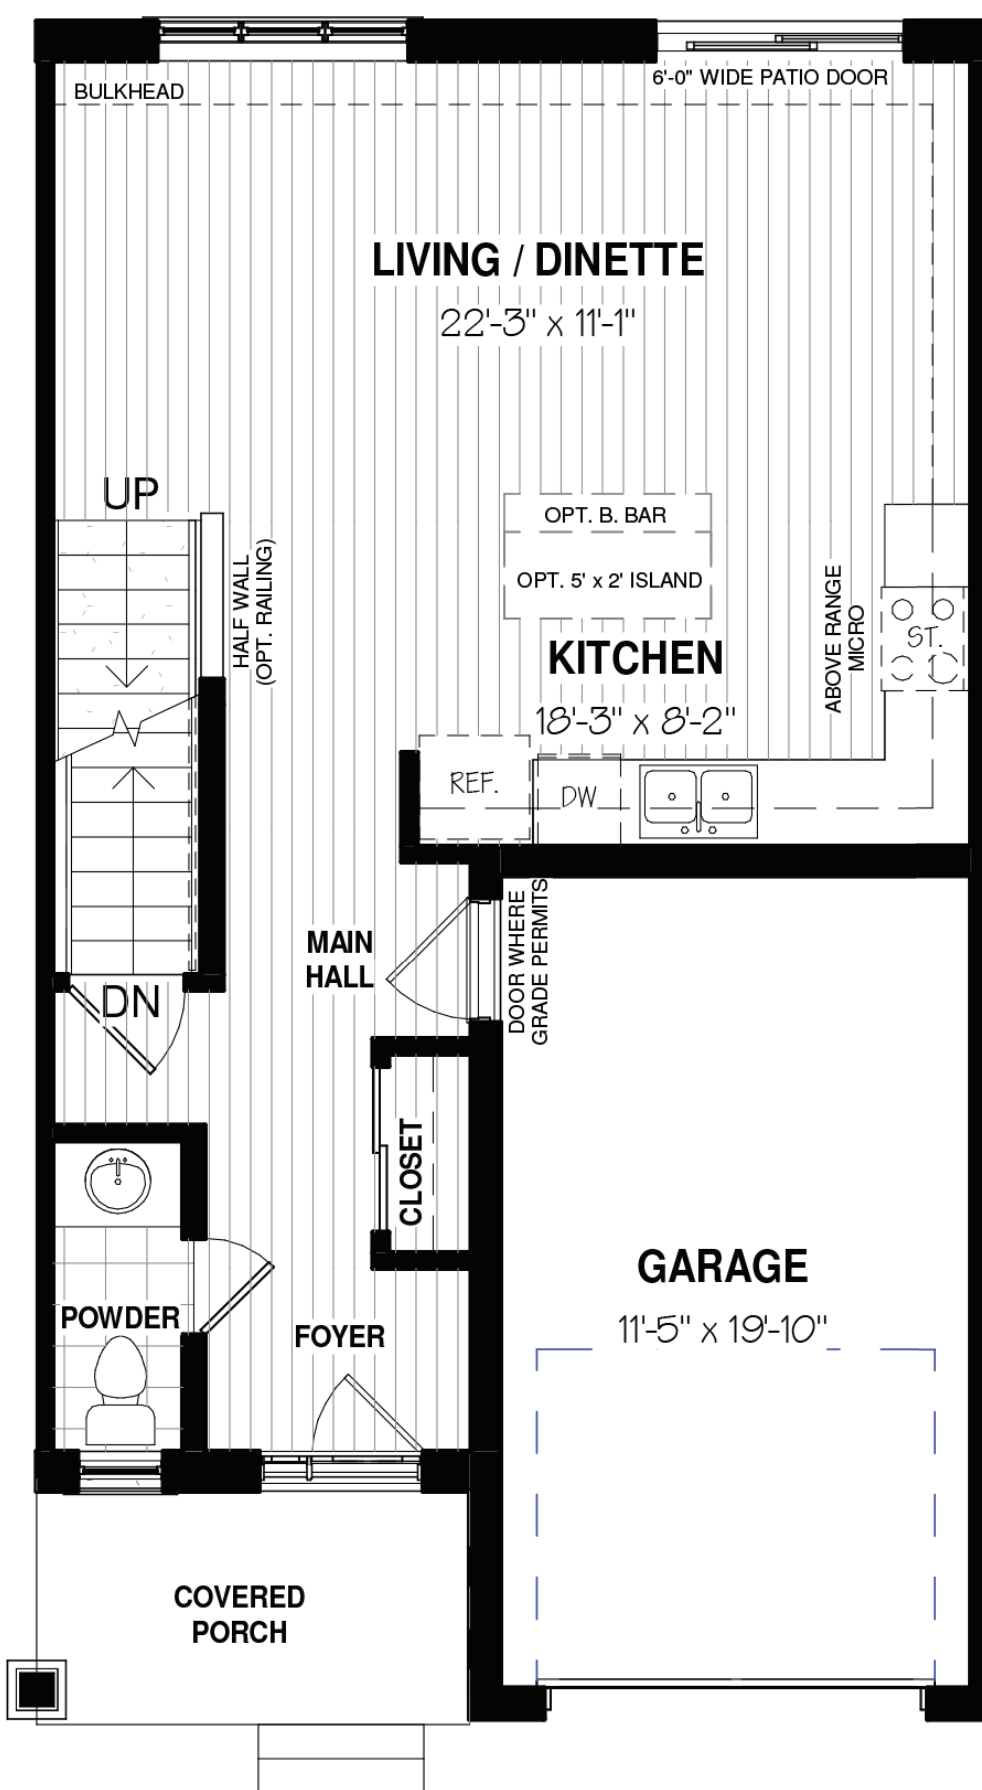 BULKHEAD
6'-0" WIDE PATIO DOOR
LIVING / DINETTE
22'-3" x 11'-1"
UP
HALF WALL
(OPT. RAILING)
OPT. B. BAR
OPT. 5' x 2' ISLAND
KITCHEN
18'-3" x 8'-2"
ABOVE RANGE
MICRO
ST.
REF.
DW
MAIN
HALL
DOOR WHERE
GRADE PERMITS
DN
CLOSET
POWDER
FOYER
GARAGE
11'-5" x 19'-10"
COVERED
PORCH